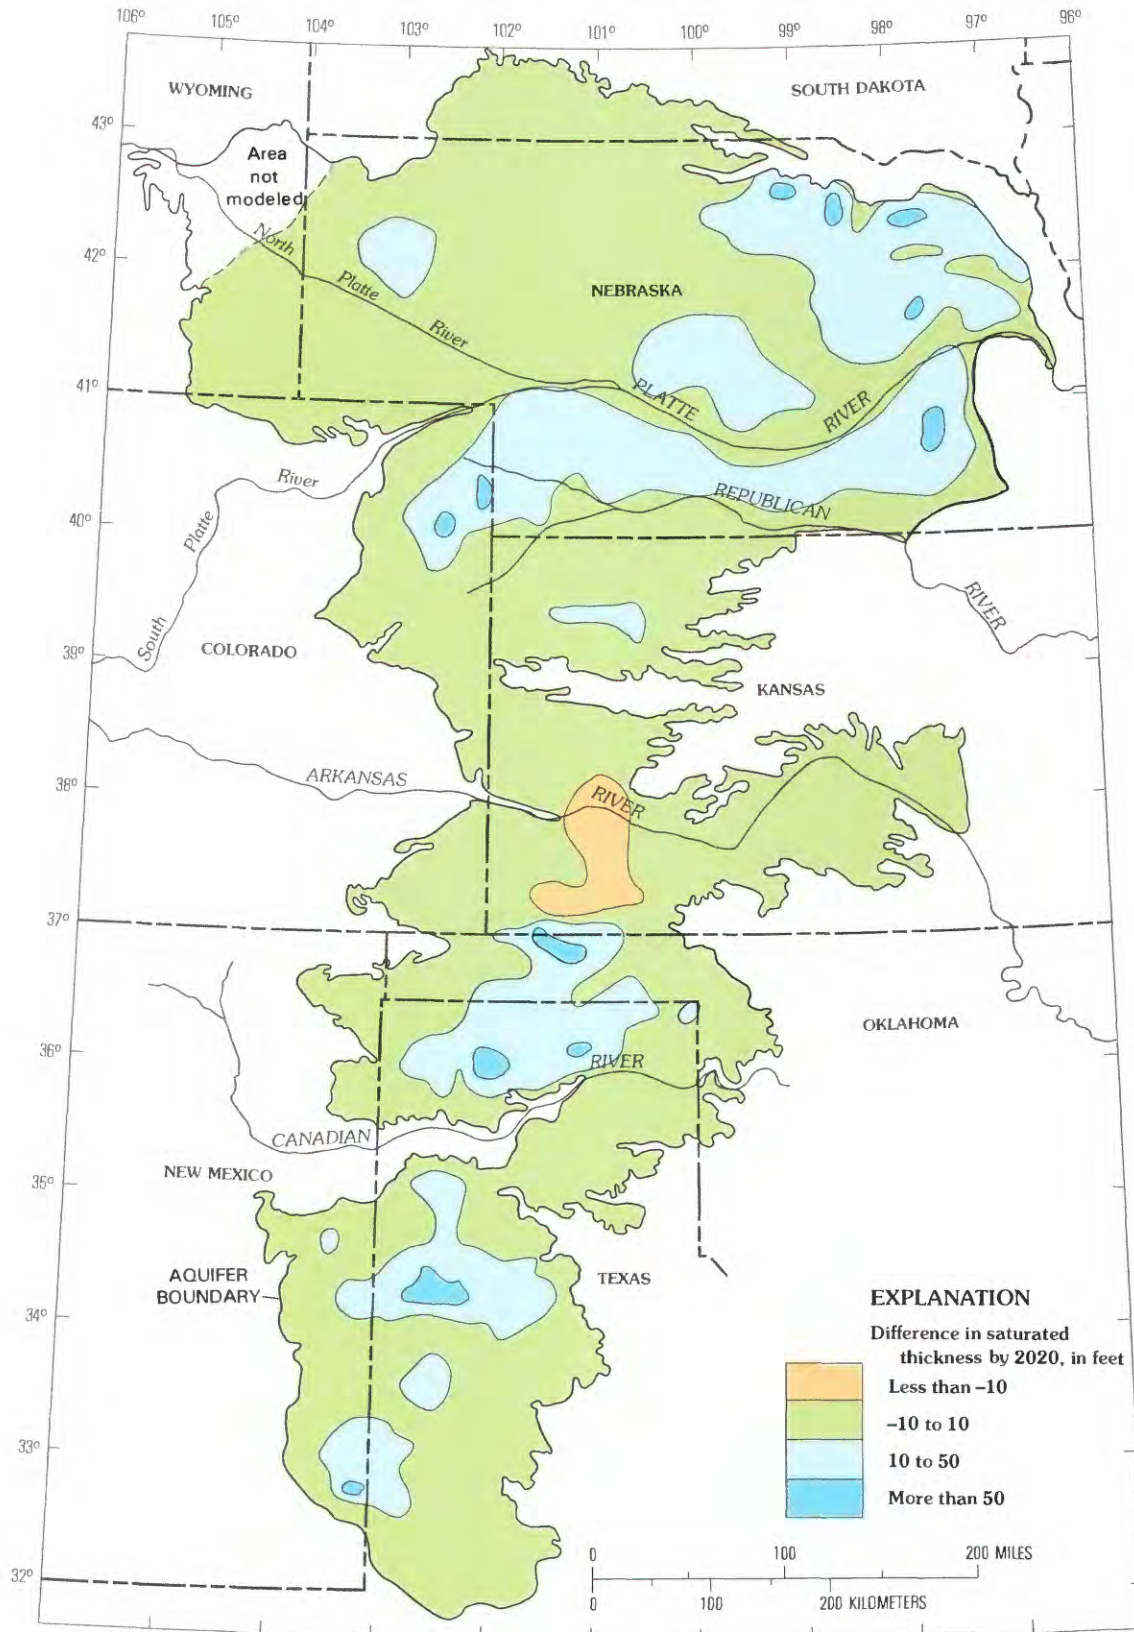 106° 105° 104° 103° 102° 101° 100° 99° 98° 97° 96°
WYOMING
SOUTH DAKOTA
43°
Area
not
modeled
42°
North
Platte
River
NEBRASKA
41°
PLATTE
RIVER
South
Platte
River
REPUBLICAN
RIVER
40°
39°
COLORADO
KANSAS
38°
ARKANSAS
RIVER
37°
OKLAHOMA
36°
RIVER
CANADIAN
35°
NEW MEXICO
AQUIFER
BOUNDARY
TEXAS
34°
33°
32°
EXPLANATION
Difference in saturated
thickness by 2020, in feet
Less than –10
–10 to 10
10 to 50
More than 50
0 100 200 MILES
0 100 200 KILOMETERS